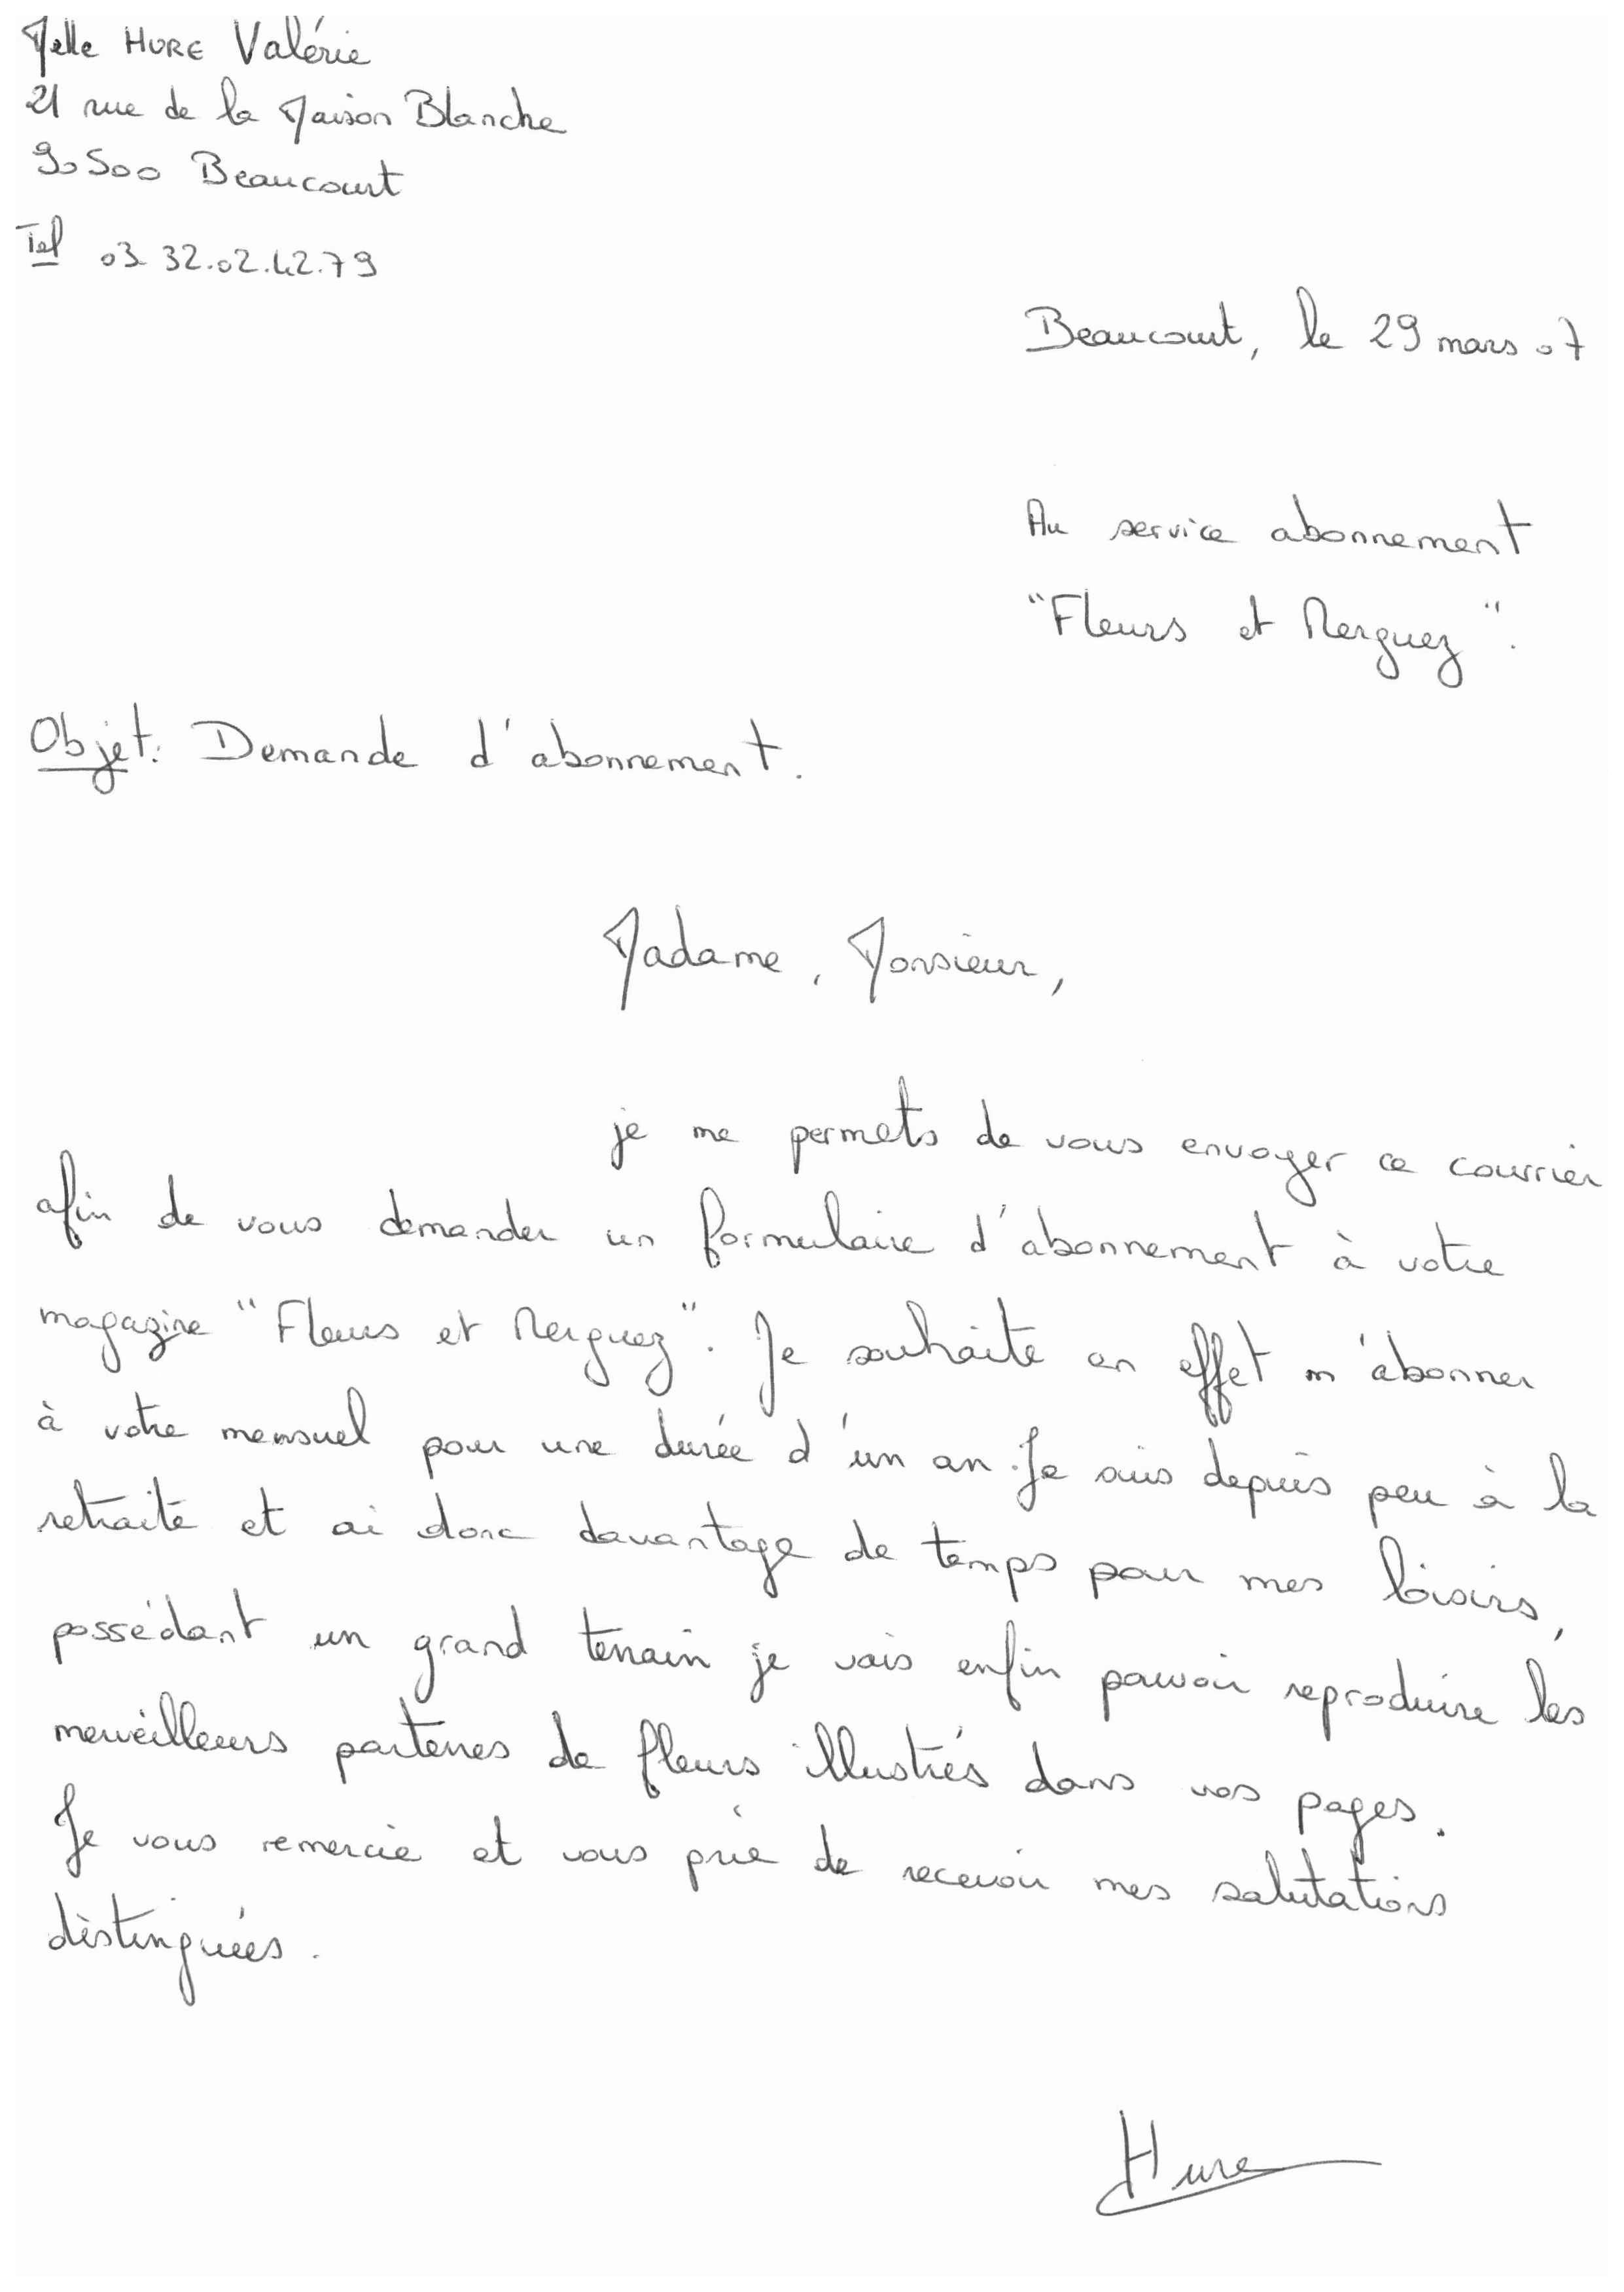 Melle HURE Valérie
21 rue de la Maison Blanche
90500 Beaucourt
Tel 03 32.02.42.79
Beaucourt, le 29 mars 07
Au service abonnement
"Fleurs et Merguez".
Objet: Demande d'abonnement.
Madame, Monsieur,
je me permets de vous envoyer ce courrier
afin de vous demander un formulaire d'abonnement à votre
magazine "Fleurs et Merguez". Je souhaite en effet m'abonner
à votre mensuel pour une durée d'un an. Je suis depuis peu à la
retraite et ai donc davantage de temps pour mes loisirs,
possédant un grand terrain je vais enfin pouvoir reproduire les
merveilleurs parterres de fleurs illustrés dans vos pages.
Je vous remercie et vous prie de recevoir mes salutations
distinguées.
Hure